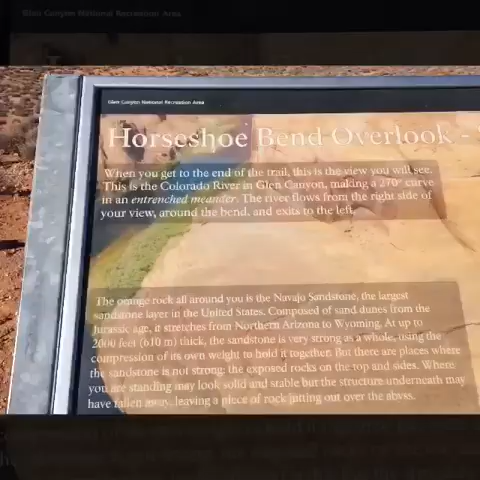 Glen Canyon National Recreation Area
Glen Canyon National Recreation Area
Horseshoe Bend Overlook -
When you get to the end of the trail, this is the view you will see.
This is the Colorado River in Glen Canyon, making a 270° curve
in an entrenched meander. The river flows from the right side of
your view, around the bend, and exits to the left.
The orange rock all around you is the Navajo Sandstone, the largest
sandstone layer in the United States. Composed of sand dunes from the
Jurassic age, it stretches from Northern Arizona to Wyoming. At up to
2000 feet (610 m) thick, the sandstone is very strong as a whole, using the
compression of its own weight to hold it together. But there are places where
the sandstone is not strong: the exposed rocks on the top and sides. Where
you are standing may look solid and stable but the structure underneath may
have fallen away, leaving a piece of rock jutting out over the abyss.